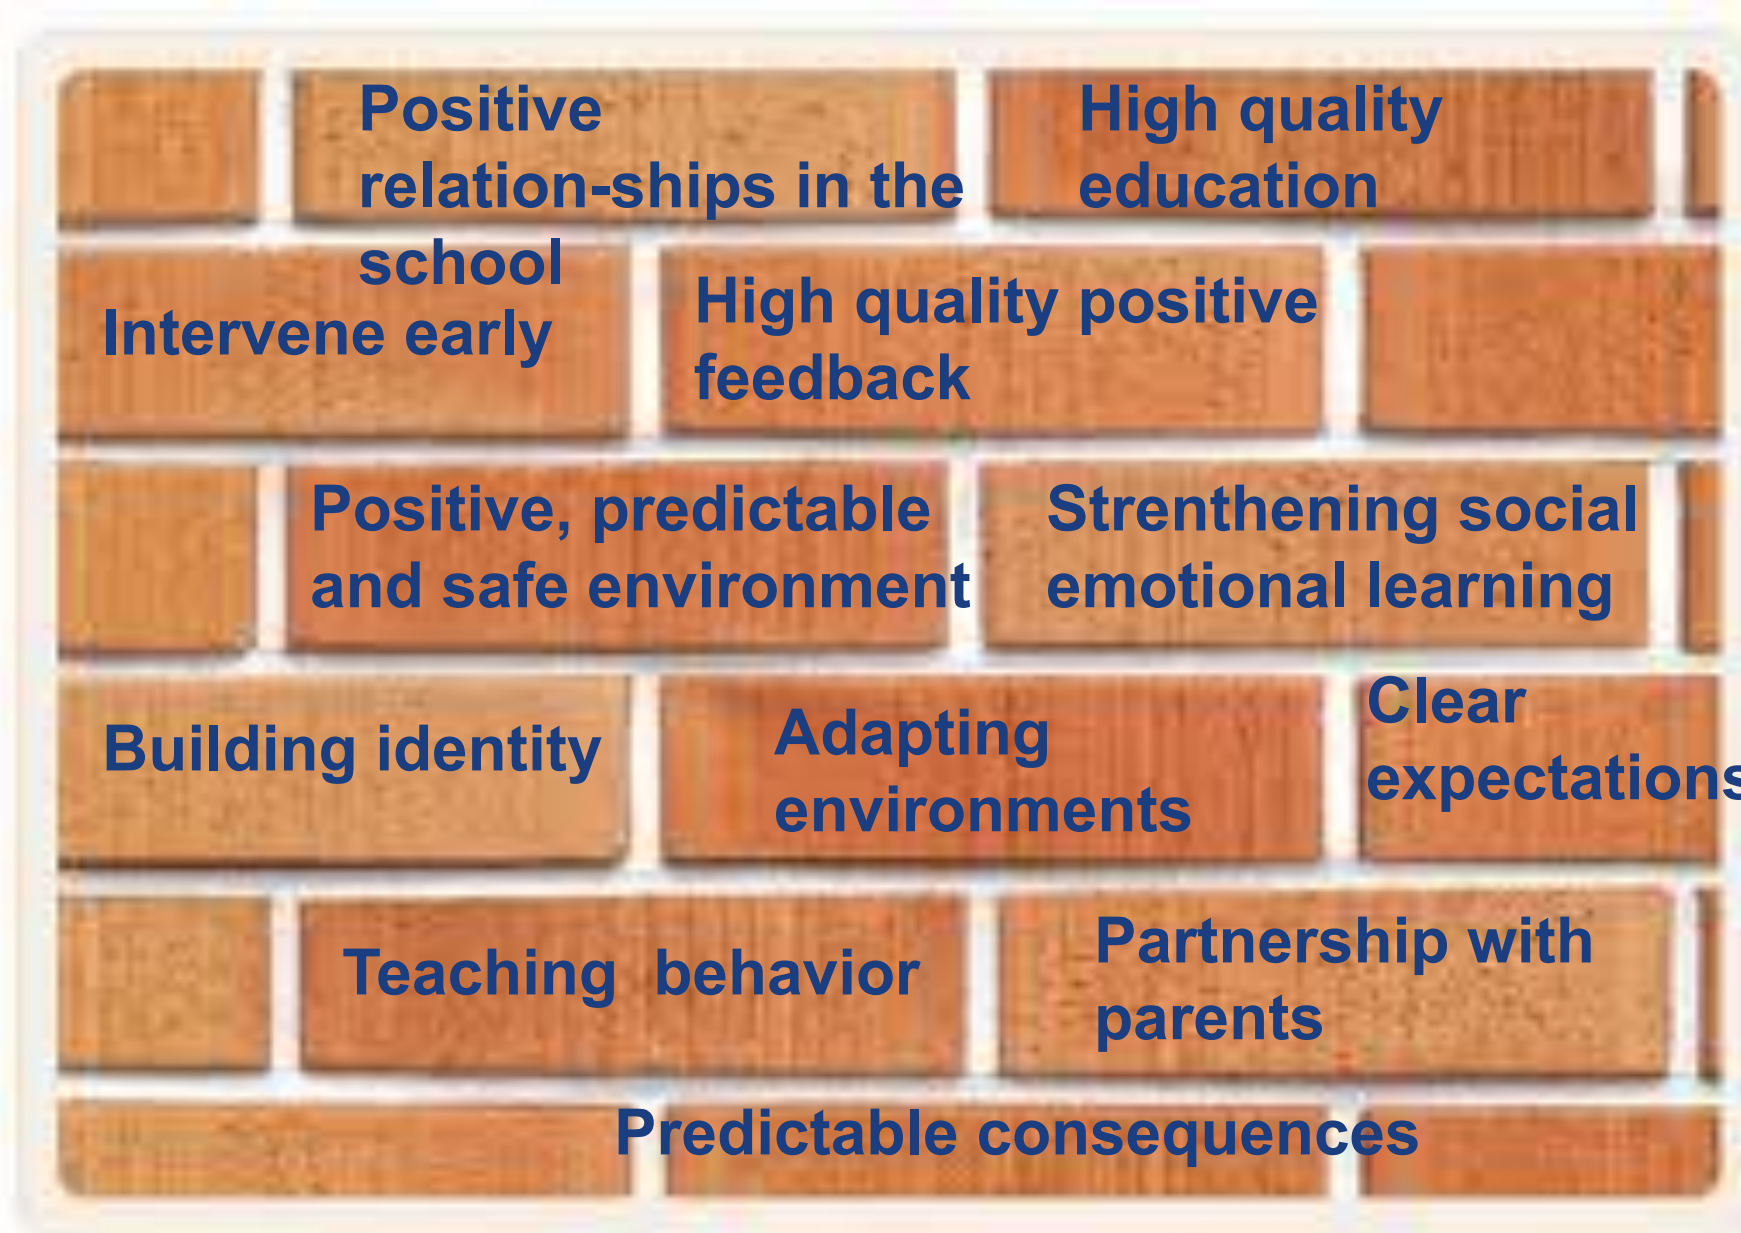 Positive
relation-ships in the
school
High quality
education
Intervene early
High quality positive
feedback
Positive, predictable
and safe environment
Strenthening social
emotional learning
Building identity
Adapting
environments
Clear
expectations
Teaching  behavior
Partnership with
parents
Predictable consequences